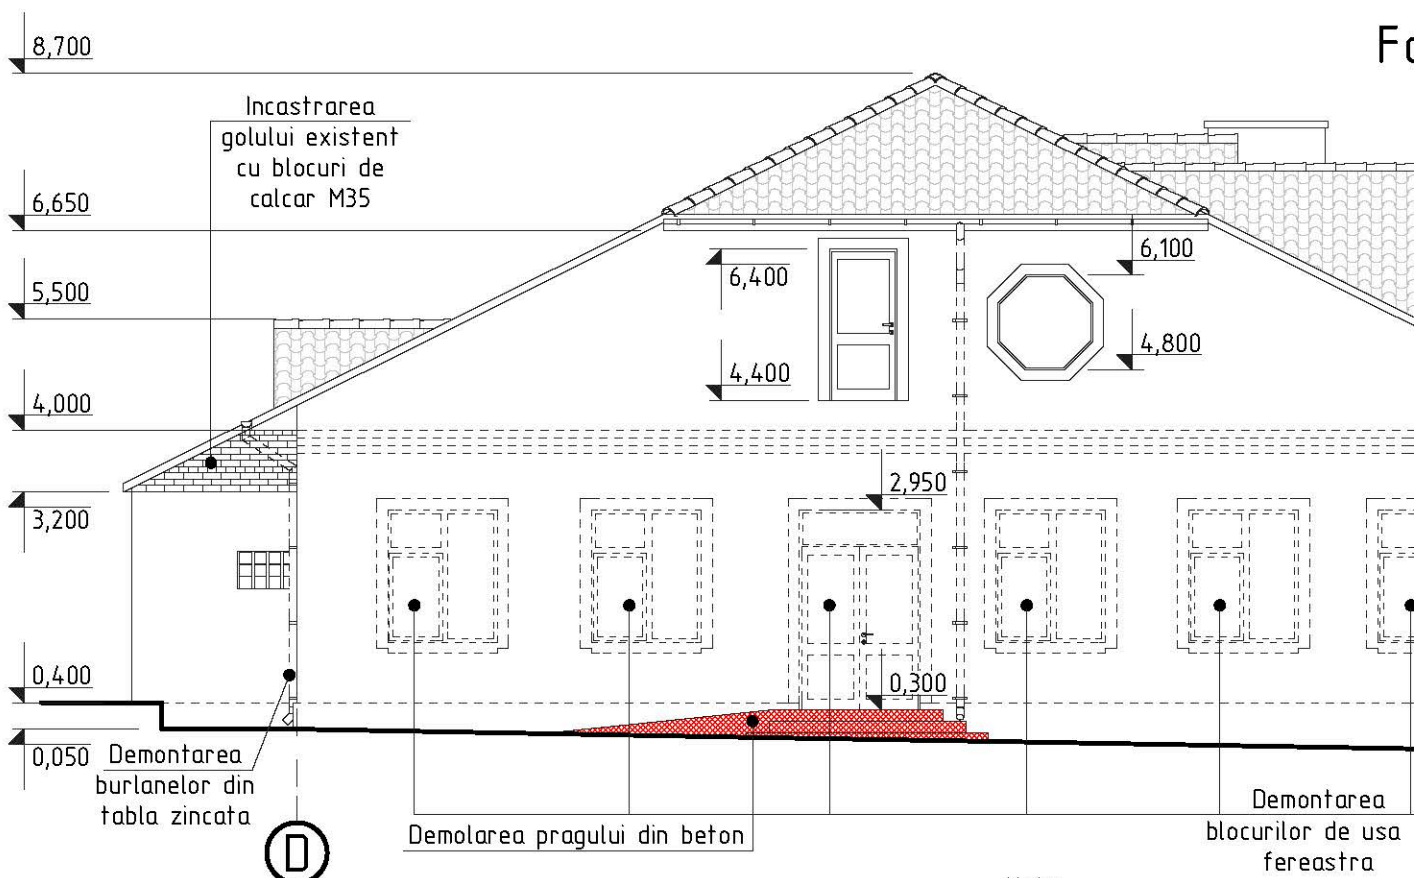 Fa
8,700
Incastrarea
golului existent
cu blocuri de
calcar M35
6,650
6,400
6,100
5,500
4,800
4,400
4,000
2,950
3,200
0,400
0,300
0,050
Demontarea
burlanelor din
tabla zincata
D
Demolarea pragului din beton
Demontarea
blocurilor de usa
fereastra